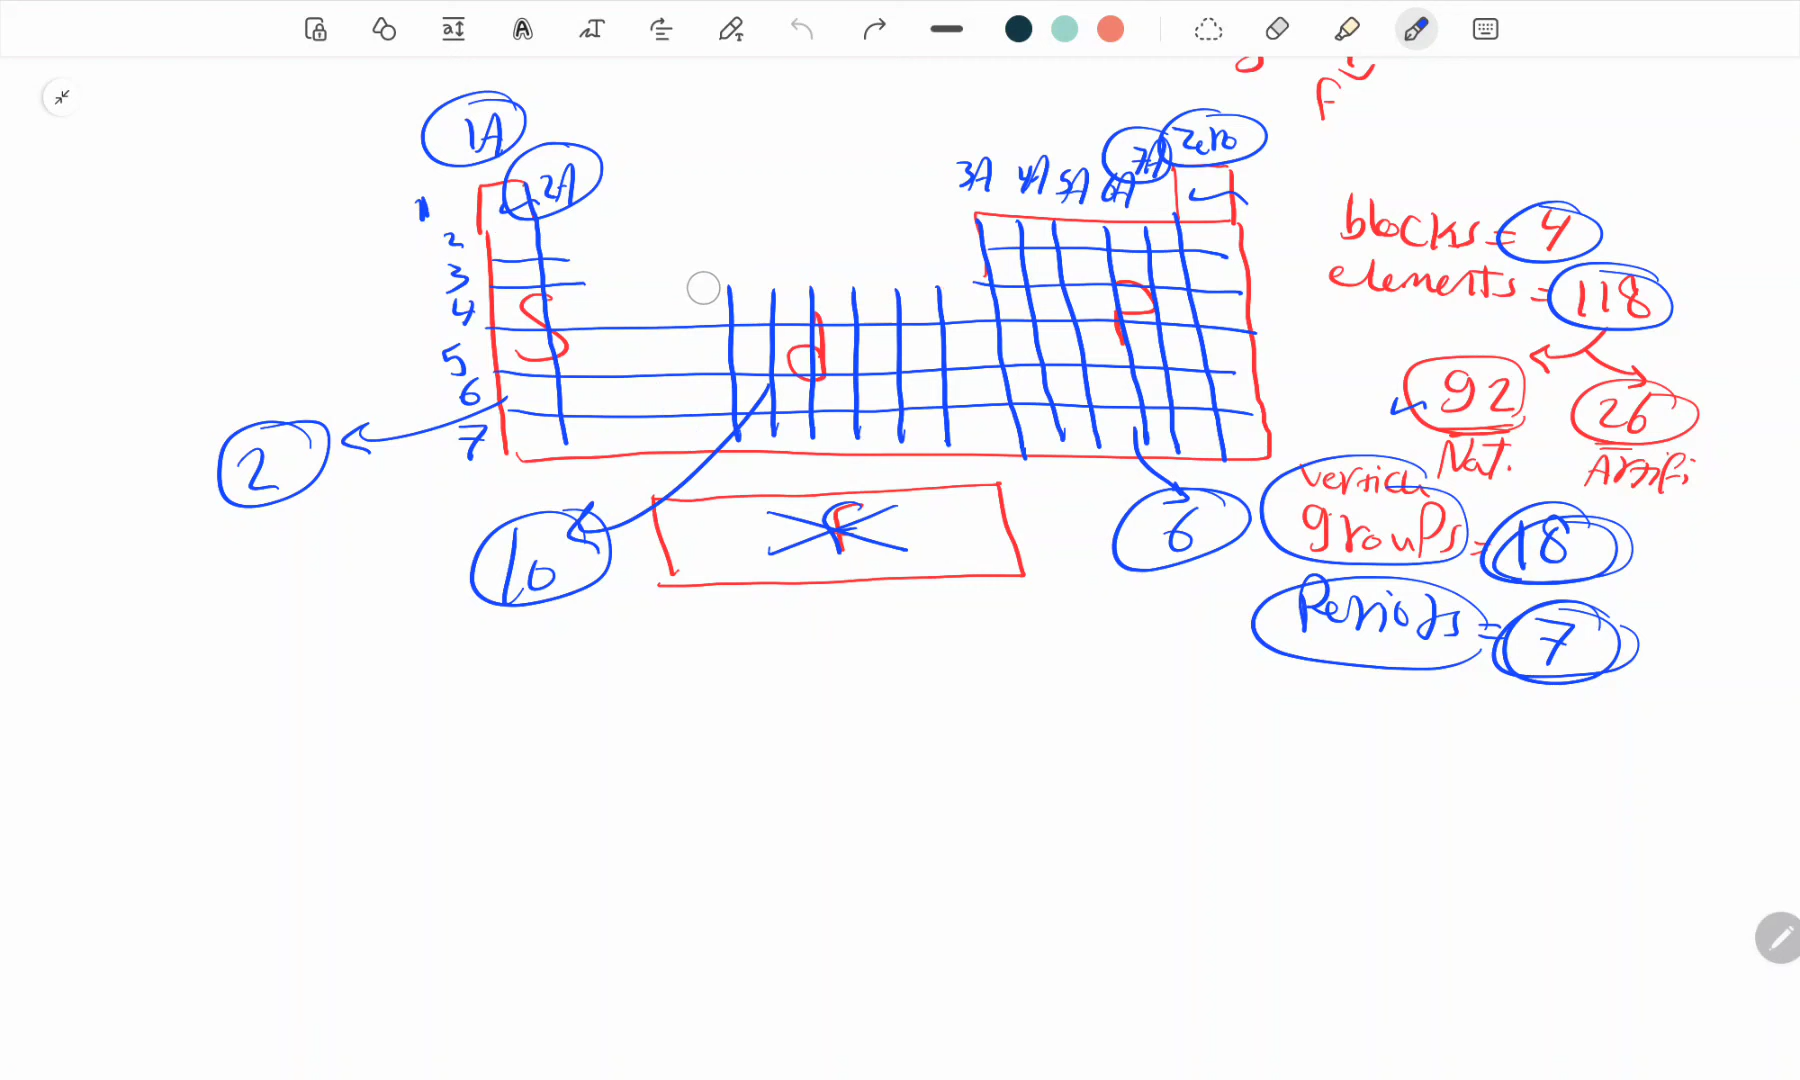 F
1A
2A
3A 4A 5A 6A 7A Zero
1
2
3
4
5
6
7
S
d
P
2
10
6
F
blocks = 4
elements = 118
92 26
Nat. Artifi
vertical
groups = 18
Periods = 7